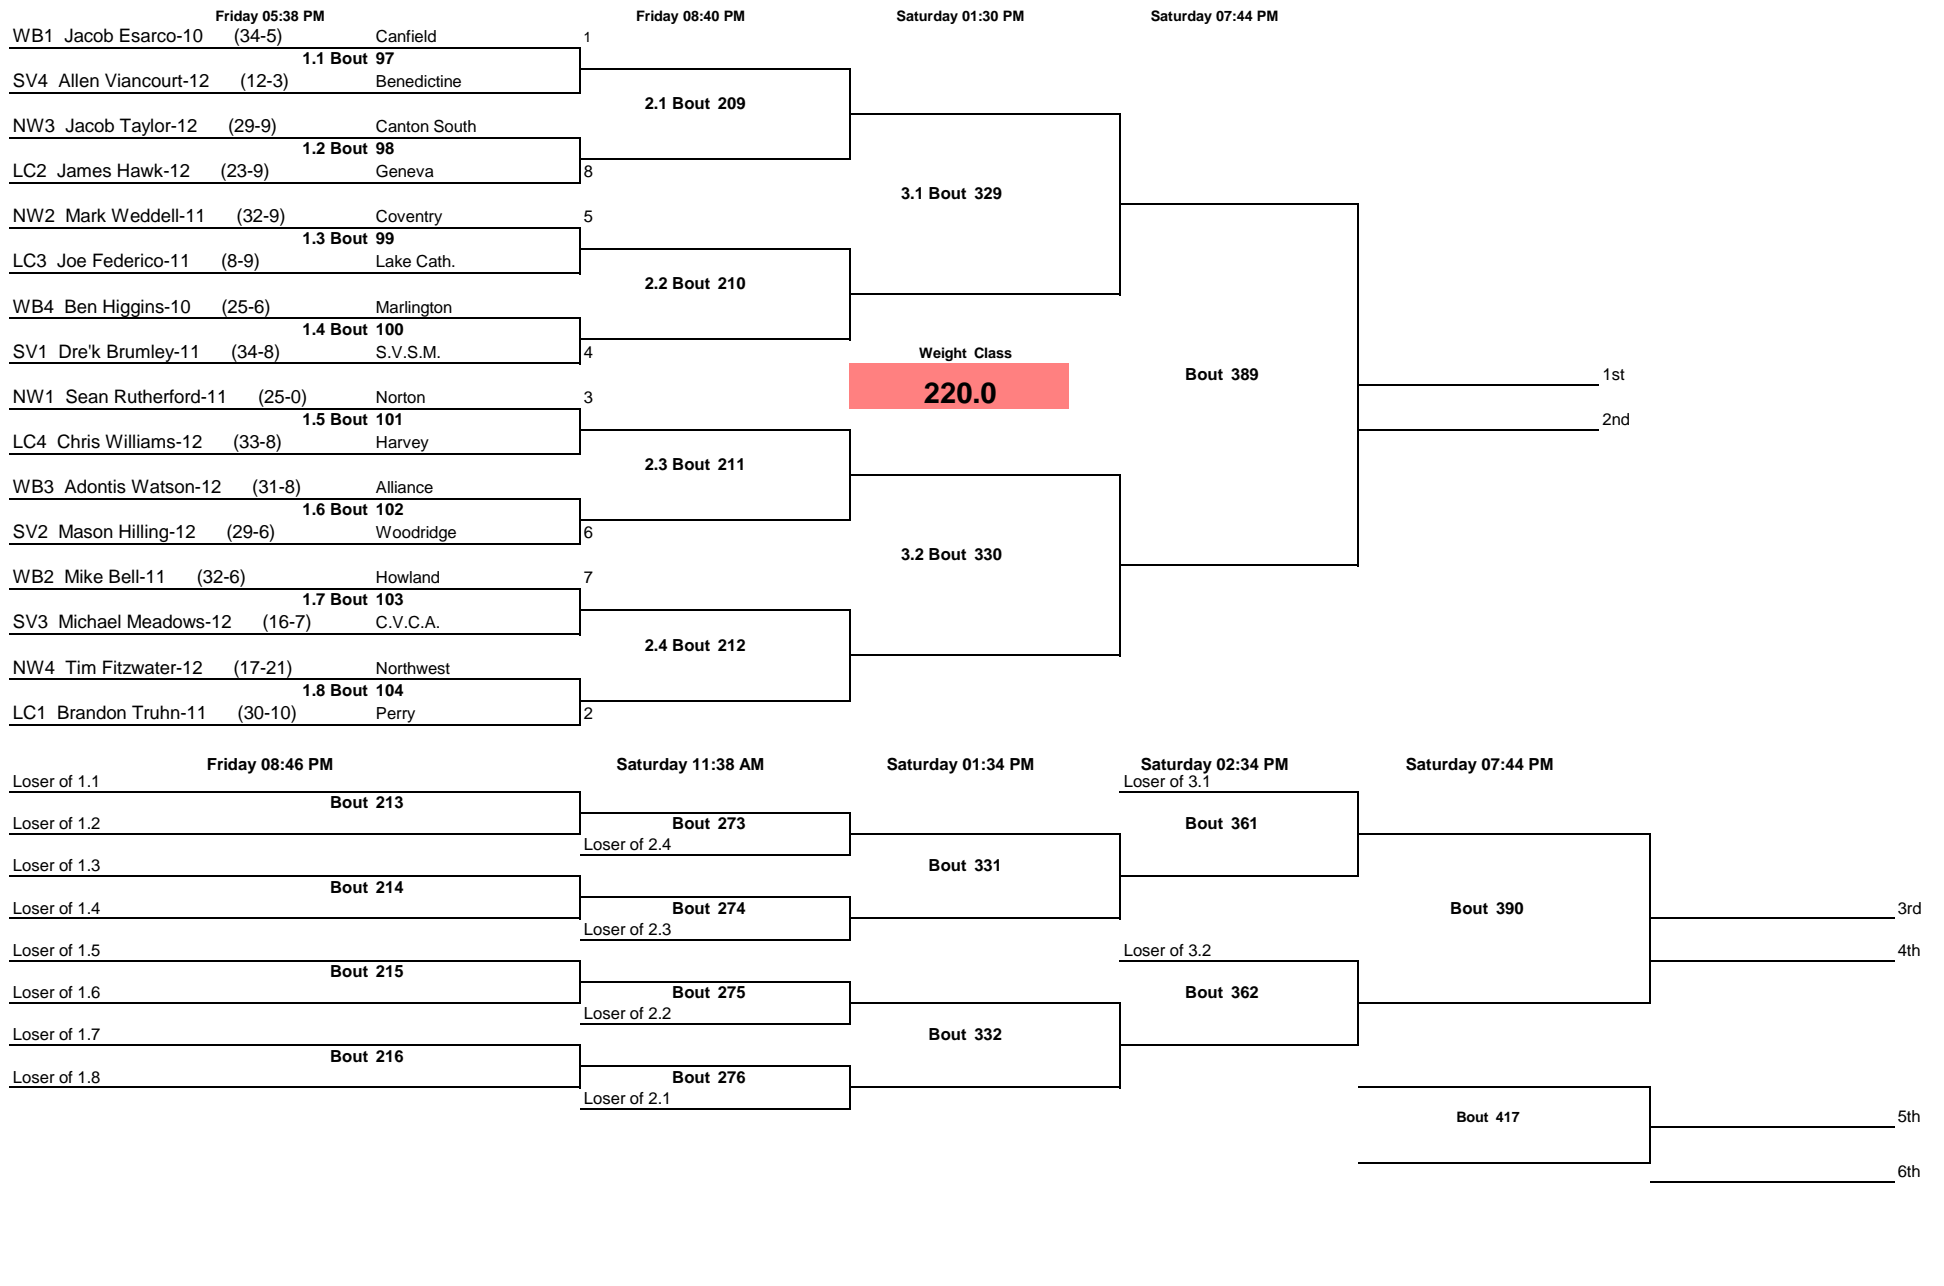 Friday 05:38 PM Friday 08:40 PM Saturday 01:30 PM Saturday 07:44 PM
WB1 Jacob Esarco-10 (34-5) Canfield 1
1.1 Bout 97
SV4 Allen Viancourt-12 (12-3) Benedictine
2.1 Bout 209
NW3 Jacob Taylor-12 (29-9) Canton South
1.2 Bout 98
LC2 James Hawk-12 (23-9) Geneva 8
3.1 Bout 329
NW2 Mark Weddell-11 (32-9) Coventry 5
1.3 Bout 99
LC3 Joe Federico-11 (8-9) Lake Cath.
2.2 Bout 210
WB4 Ben Higgins-10 (25-6) Marlington
1.4 Bout 100
SV1 Dre'k Brumley-11 (34-8) S.V.S.M. 4 Weight Class
Bout 389 1st
220.0
NW1 Sean Rutherford-11 (25-0) Norton 3
1.5 Bout 101 2nd
LC4 Chris Williams-12 (33-8) Harvey
2.3 Bout 211
WB3 Adontis Watson-12 (31-8) Alliance
1.6 Bout 102
SV2 Mason Hilling-12 (29-6) Woodridge 6
3.2 Bout 330
WB2 Mike Bell-11 (32-6) Howland 7
1.7 Bout 103
SV3 Michael Meadows-12 (16-7) C.V.C.A.
2.4 Bout 212
NW4 Tim Fitzwater-12 (17-21) Northwest
1.8 Bout 104
LC1 Brandon Truhn-11 (30-10) Perry 2
Friday 08:46 PM Saturday 11:38 AM Saturday 01:34 PM Saturday 02:34 PM Saturday 07:44 PM
Loser of 1.1 Loser of 3.1
Bout 213
Loser of 1.2 Bout 273 Bout 361
Loser of 2.4
Loser of 1.3 Bout 331
Bout 214
Loser of 1.4 Bout 274 Bout 390 3rd
Loser of 2.3
Loser of 1.5 Loser of 3.2 4th
Bout 215
Loser of 1.6 Bout 275 Bout 362
Loser of 2.2
Loser of 1.7 Bout 332
Bout 216
Loser of 1.8 Bout 276
Loser of 2.1
Bout 417 5th
6th